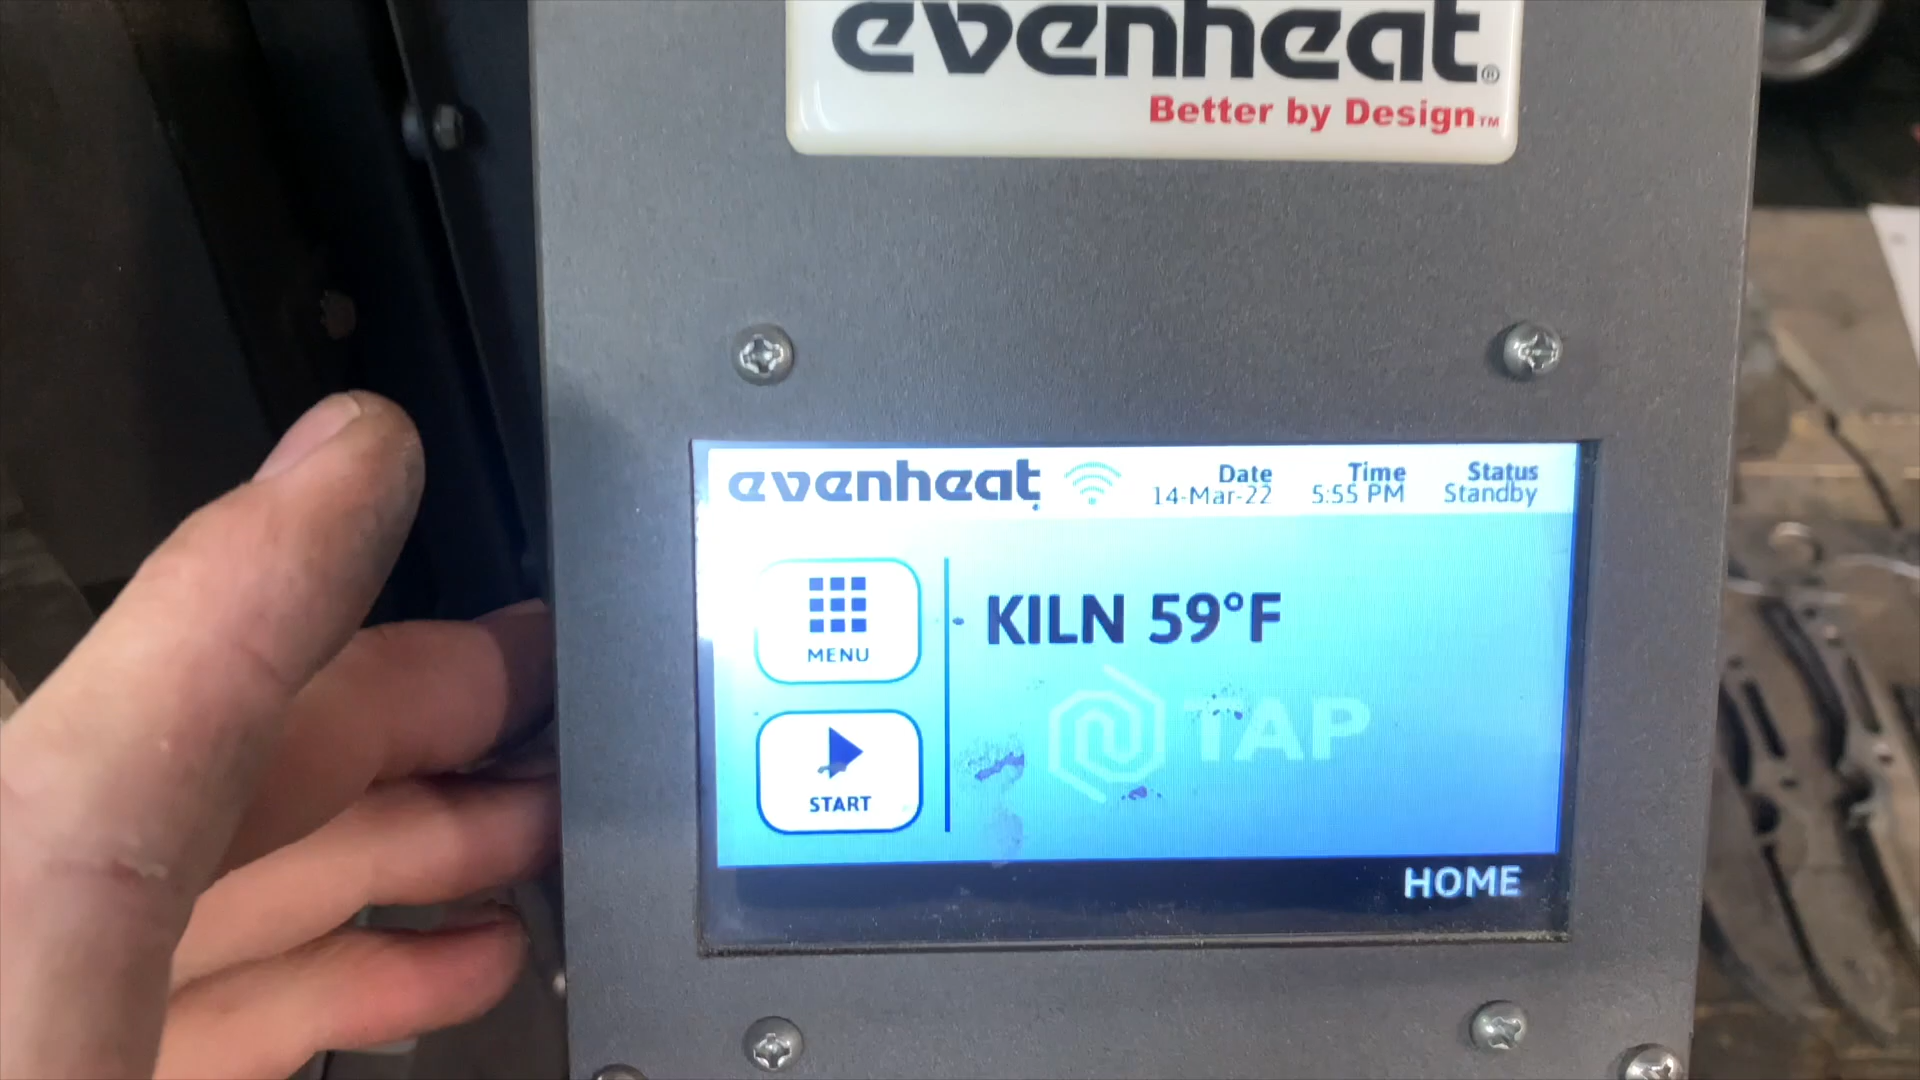 evenheat®
Better by Design™
evenheat
Date Time Status
14-Mar-22 5:55 PM Standby
MENU
KILN 59°F
TAP
START
HOME